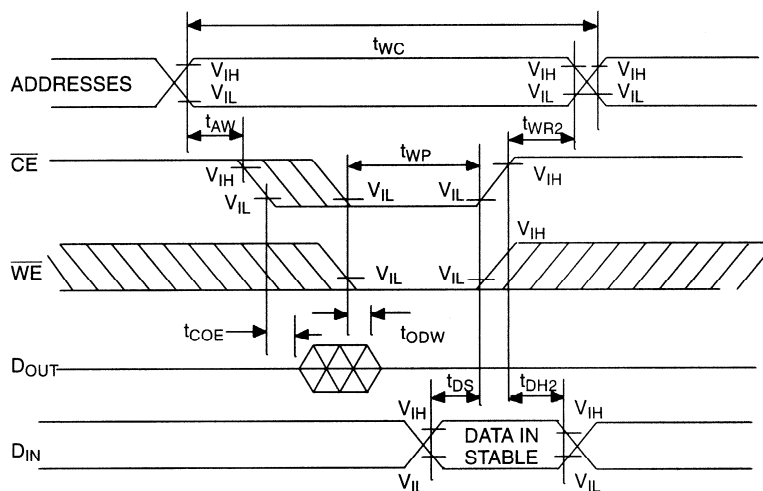 tWC
ADDRESSES
VIH
VIL
VIH
VIL
VIH
VIL
tAW
tWR2
CE
tWP
VIH
VIL
VIL
VIL
VIH
WE
VIH
VIL
VIL
tCOE
tODW
DOUT
tDS
tDH2
DIN
VIH
VIL
DATA IN
STABLE
VIH
VIL